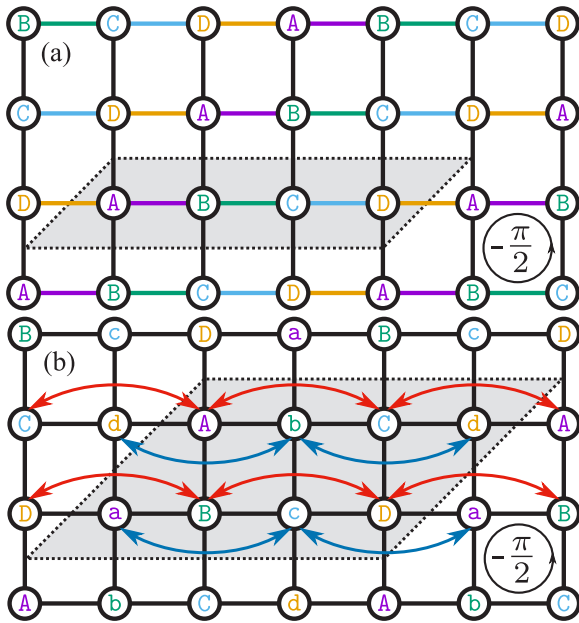 B C D A B C D
(a)
C D A B C D A
D A B C D A B
-π/2
A B C D A B C
B c D a B c D
(b)
C d A b C d A
D a B c D a B
-π/2
A b C d A b C